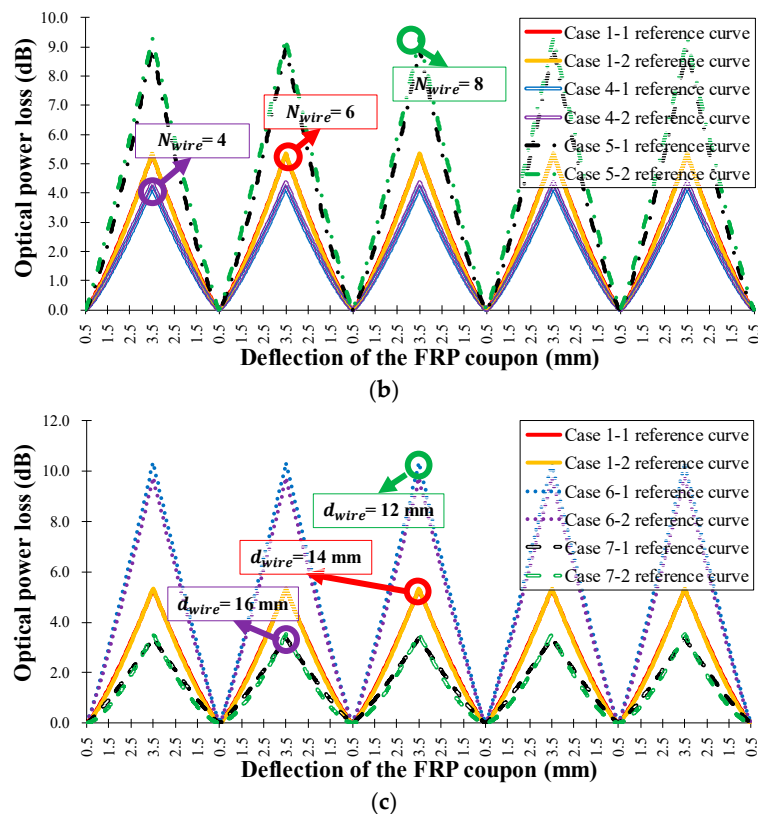 10.0
9.0
8.0
7.0
6.0
5.0
4.0
3.0
2.0
1.0
0.0
Optical power loss (dB)
Case 1-1 reference curve
Case 1-2 reference curve
Case 4-1 reference curve
Case 4-2 reference curve
Case 5-1 reference curve
Case 5-2 reference curve
N_wire= 4
N_wire= 6
N_wire= 8
0.5 1.5 2.5 3.5 2.5 1.5 0.5 1.5 2.5 3.5 2.5 1.5 0.5 1.5 2.5 3.5 2.5 1.5 0.5 1.5 2.5 3.5 2.5 1.5 0.5 1.5 2.5 3.5 2.5 1.5 0.5
Deflection of the FRP coupon (mm)
(b)
12.0
10.0
8.0
6.0
4.0
2.0
0.0
Optical power loss (dB)
Case 1-1 reference curve
Case 1-2 reference curve
Case 6-1 reference curve
Case 6-2 reference curve
Case 7-1 reference curve
Case 7-2 reference curve
d_wire= 12 mm
d_wire= 14 mm
d_wire= 16 mm
0.5 1.5 2.5 3.5 2.5 1.5 0.5 1.5 2.5 3.5 2.5 1.5 0.5 1.5 2.5 3.5 2.5 1.5 0.5 1.5 2.5 3.5 2.5 1.5 0.5 1.5 2.5 3.5 2.5 1.5 0.5
Deflection of the FRP coupon (mm)
(c)